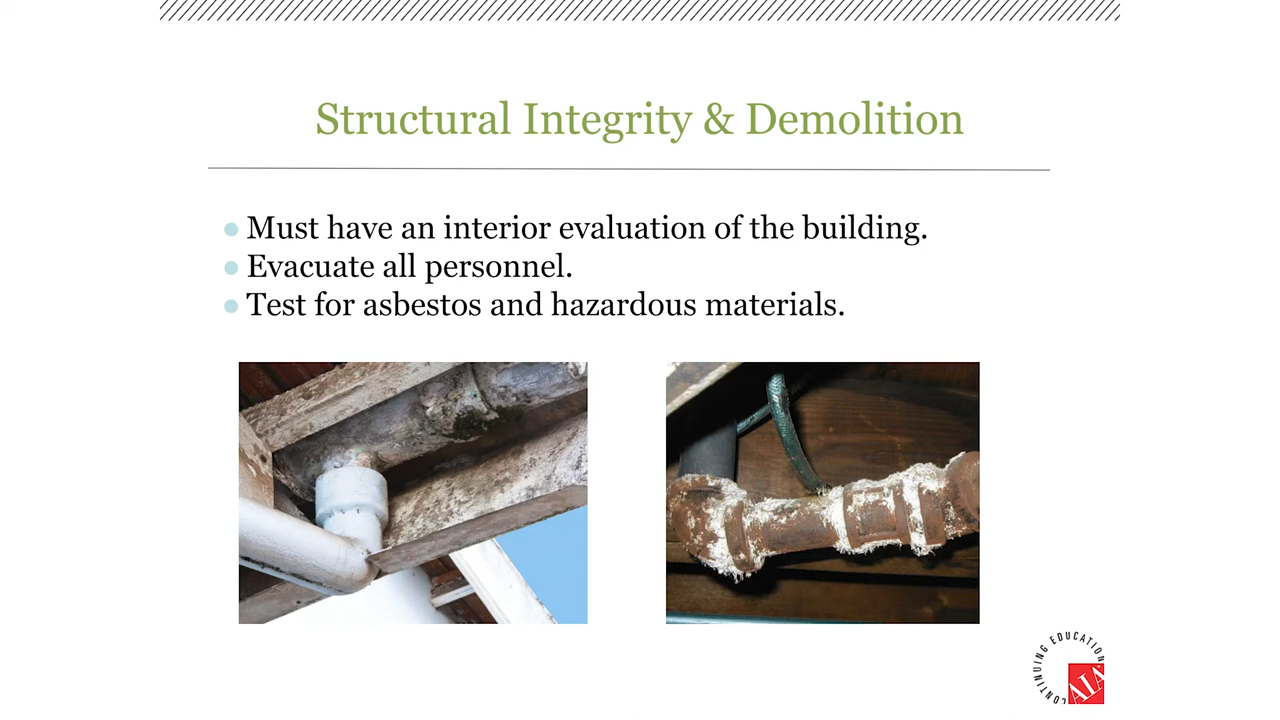 Structural Integrity & Demolition
Must have an interior evaluation of the building.
Evacuate all personnel.
Test for asbestos and hazardous materials.
CONTINUING EDUCATION
AIA